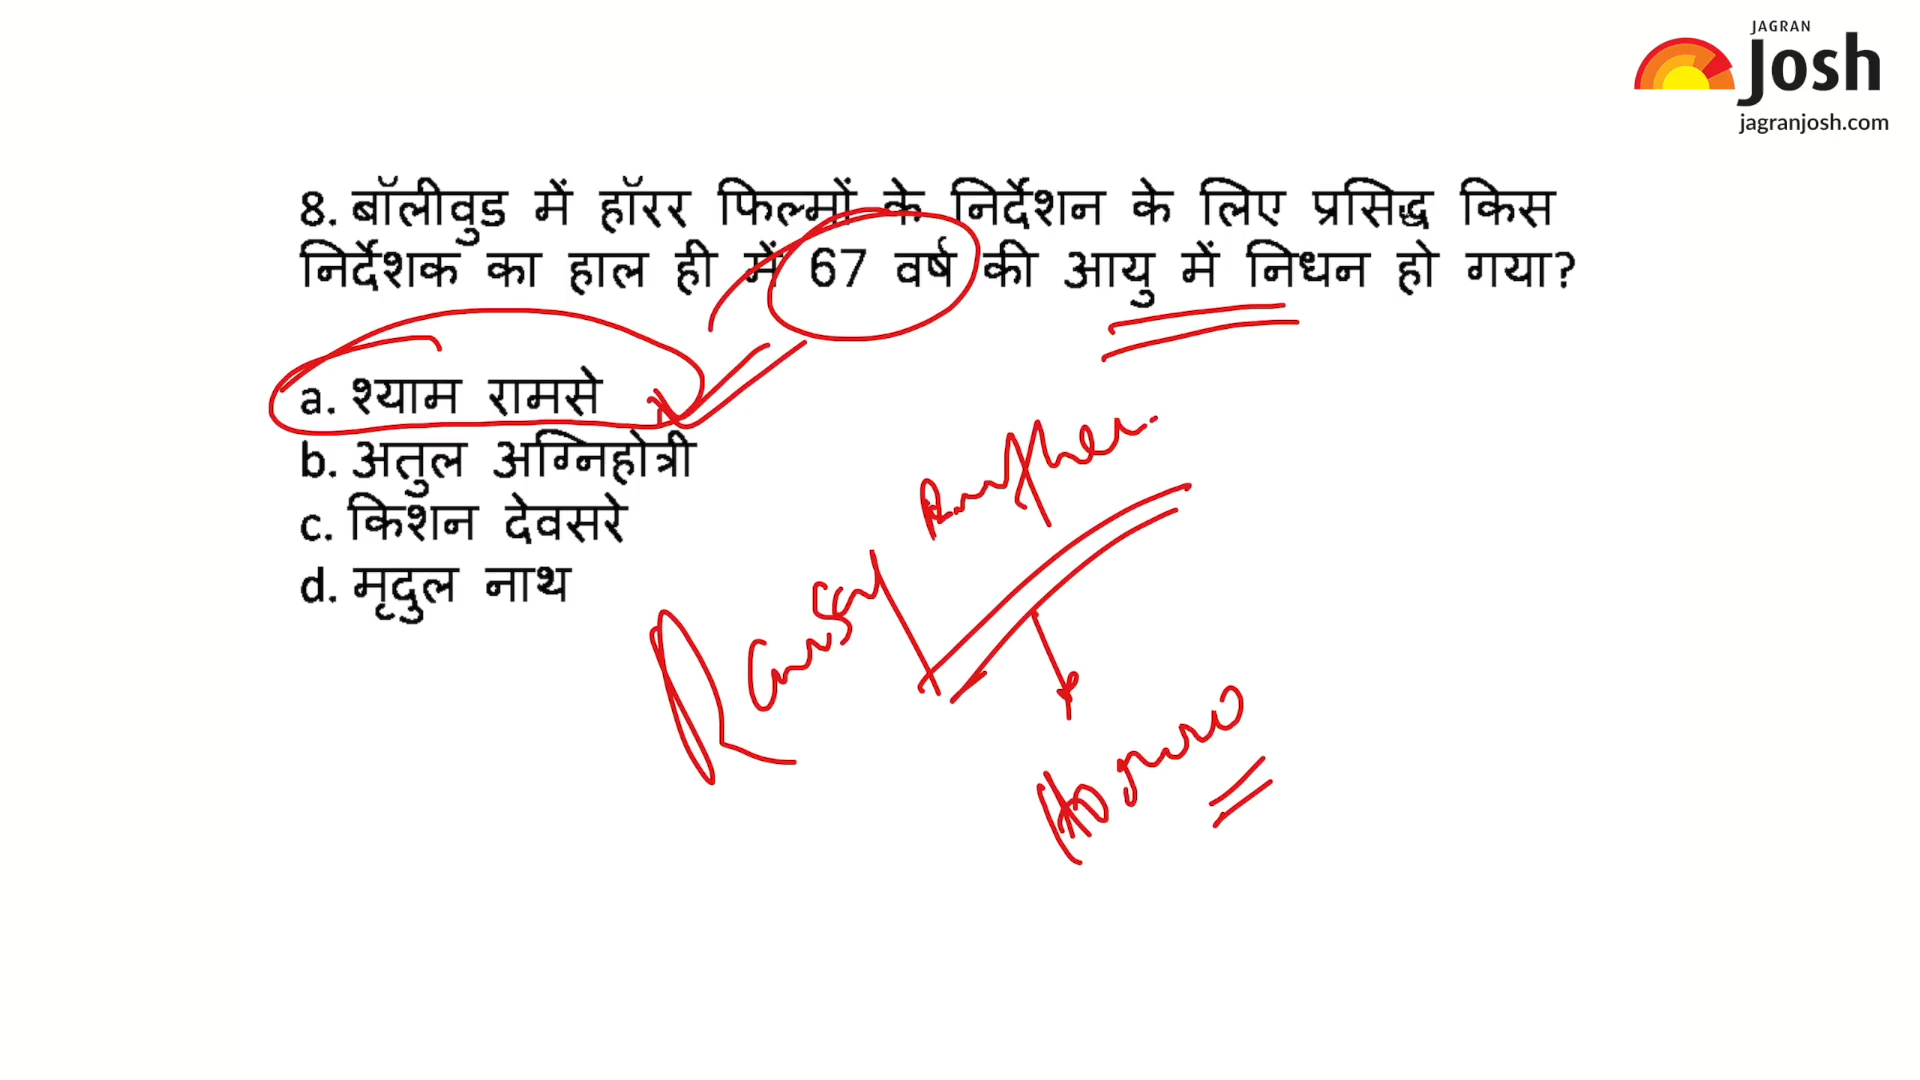 JAGRAN
Josh
jagranjosh.com
8. बॉलीवुड में हॉरर फिल्मों के निर्देशन के लिए प्रसिद्ध किस
निर्देशक का हाल ही में 67 वर्ष की आयु में निधन हो गया?
a. श्याम रामसे
b. अतुल अग्निहोत्री
c. किशन देवसरे
d. मृदुल नाथ
Ramsay